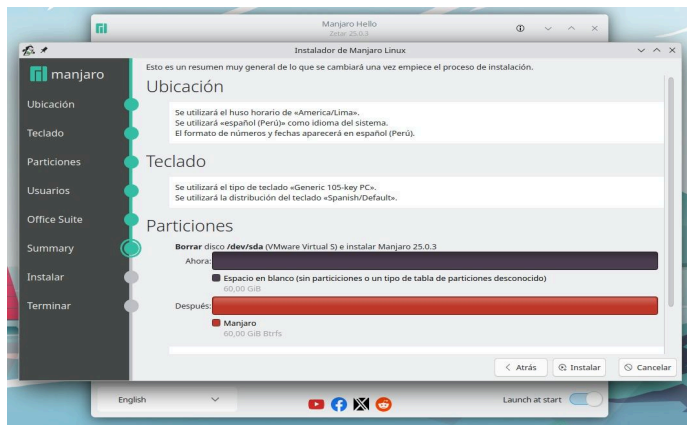 Manjaro Hello
Zetar 25.0.3
Instalador de Manjaro Linux
manjaro
Ubicación
Teclado
Particiones
Usuarios
Office Suite
Summary
Instalar
Terminar
Esto es un resumen muy general de lo que se cambiará una vez empiece el proceso de instalación.
Ubicación
Se utilizará el huso horario de «America/Lima».
Se utilizará «español (Perú)» como idioma del sistema.
El formato de números y fechas aparecerá en español (Perú).
Teclado
Se utilizará el tipo de teclado «Generic 105-key PC».
Se utilizará la distribución del teclado «Spanish/Default».
Particiones
Borrar disco /dev/sda (VMware Virtual S) e instalar Manjaro 25.0.3
Ahora:
Espacio en blanco (sin particiciones o un tipo de tabla de particiones desconocido)
60,00 GiB
Después:
Manjaro
60,00 GiB Btrfs
Atrás
Instalar
Cancelar
English
Launch at start